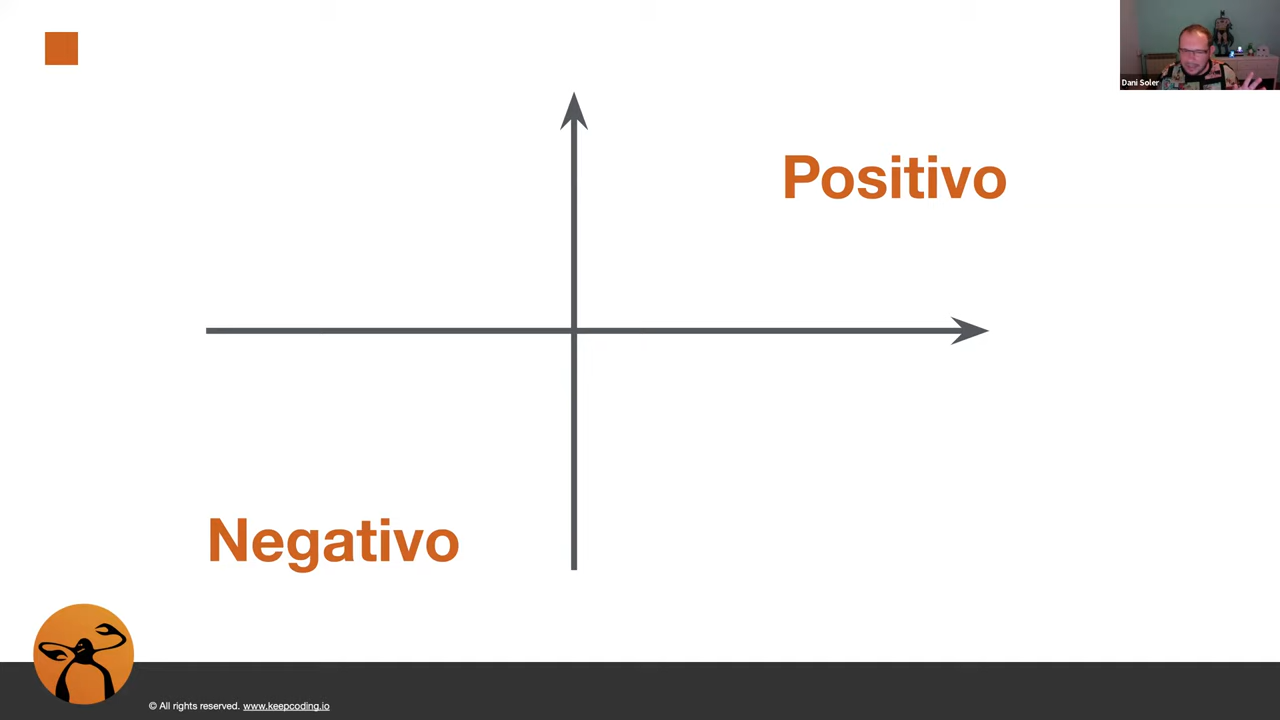 Dani Soler
Positivo
Negativo
© All rights reserved. www.keepcoding.io